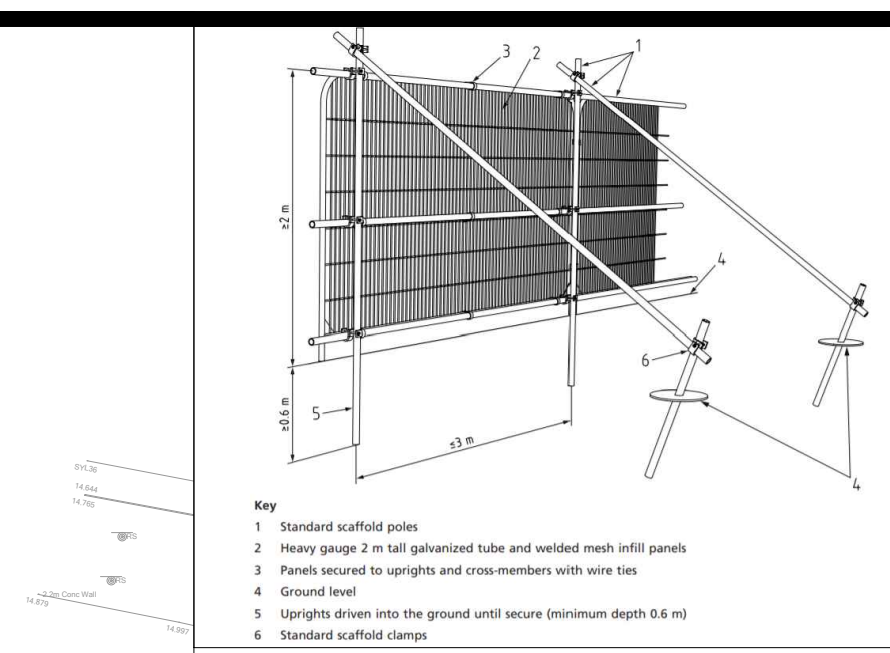 3
2
1
≥2 m
4
6
≥0.6 m
5
≤3 m
4
SYL36
14.644
14.765
RS
RS
2.2m Conc Wall
14.879
14.997
Key
1 Standard scaffold poles
2 Heavy gauge 2 m tall galvanized tube and welded mesh infill panels
3 Panels secured to uprights and cross-members with wire ties
4 Ground level
5 Uprights driven into the ground until secure (minimum depth 0.6 m)
6 Standard scaffold clamps